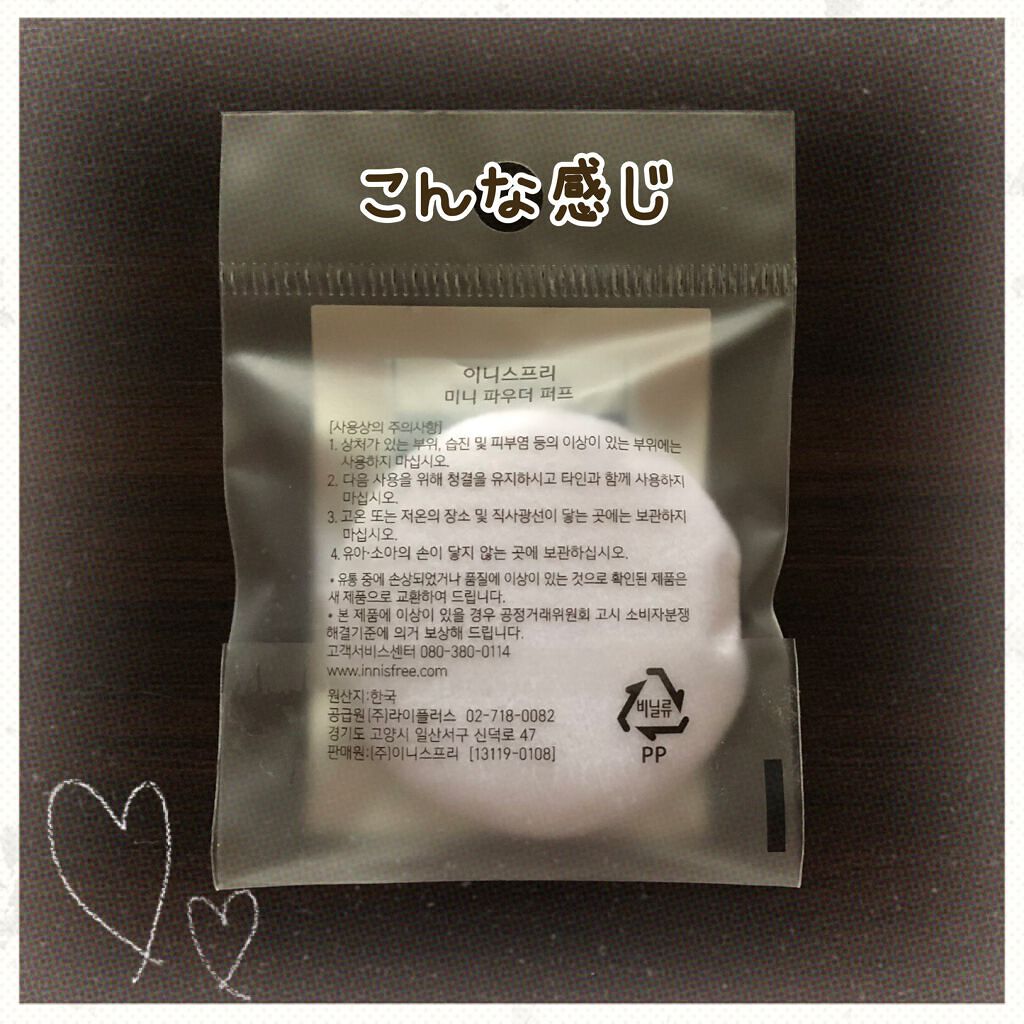 こんな感じ
이니스프리
미니 파우더 퍼프
[사용상의 주의사항]
1. 상처가 있는 부위, 습진 및 피부염 등의 이상이 있는 부위에는
사용하지 마십시오.
2. 다음 사용을 위해 청결을 유지하시고 타인과 함께 사용하지
마십시오.
3. 고온 또는 저온의 장소 및 직사광선이 닿는 곳에는 보관하지
마십시오.
4. 유아·소아의 손이 닿지 않는 곳에 보관하십시오.
* 유통 중에 손상되었거나 품질에 이상이 있는 것으로 확인된 제품은
새 제품으로 교환하여 드립니다.
* 본 제품에 이상이 있을 경우 공정거래위원회 고시 소비자분쟁
해결기준에 의거 보상해 드립니다.
고객서비스센터 080-380-0114
www.innisfree.com
원산지:한국
공급원(주)라이플러스 02-718-0082
경기도 고양시 일산서구 신덕로 47
판매원:(주)이니스프리 [13119-0108]
비닐류
PP